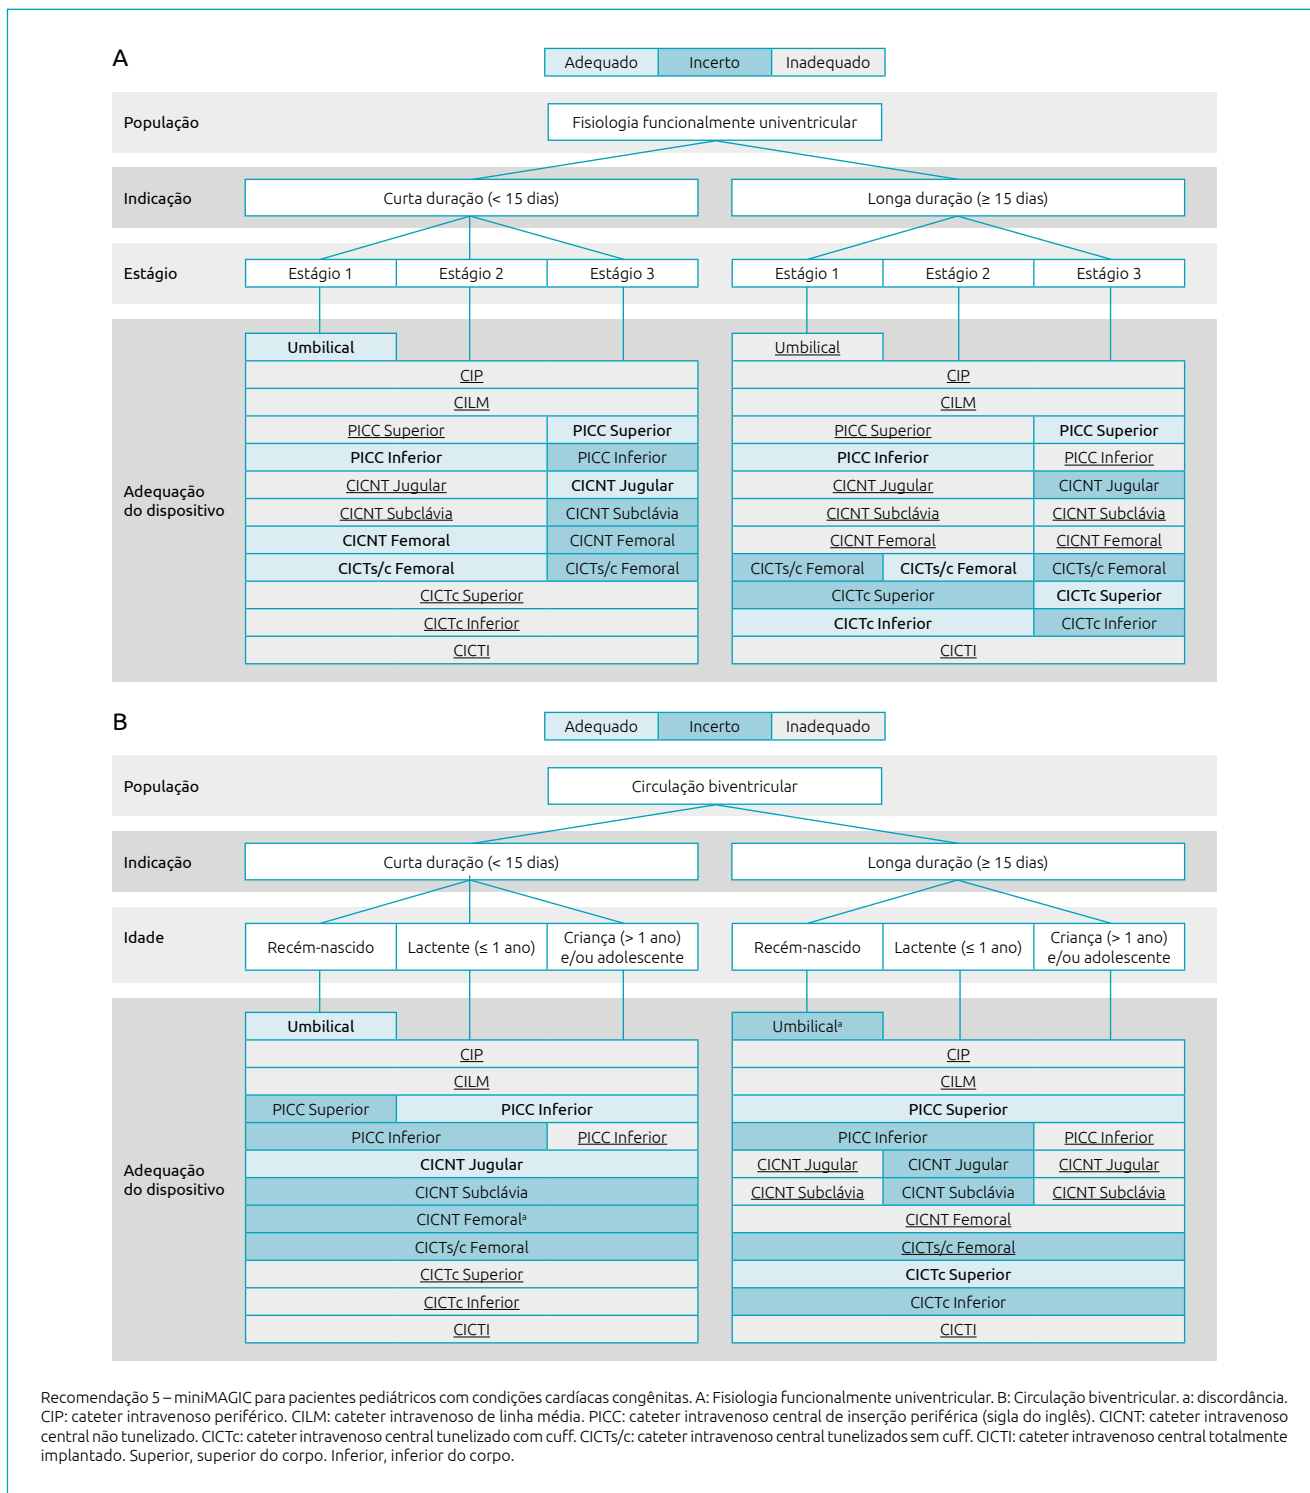 A
Adequado Incerto Inadequado
População
Fisiologia funcionalmente univentricular
Indicação
Curta duração (< 15 dias) Longa duração (≥ 15 dias)
Estágio
Estágio 1 Estágio 2 Estágio 3 Estágio 1 Estágio 2 Estágio 3
Adequação
do dispositivo
Umbilical Umbilical
CIP CIP
CILM CILM
PICC Superior PICC Superior PICC Superior PICC Superior
PICC Inferior PICC Inferior PICC Inferior PICC Inferior
CICNT Jugular CICNT Jugular CICNT Jugular CICNT Jugular
CICNT Subclávia CICNT Subclávia CICNT Subclávia CICNT Subclávia
CICNT Femoral CICNT Femoral CICNT Femoral CICNT Femoral
CICTs/c Femoral CICTs/c Femoral CICTs/c Femoral CICTs/c Femoral CICTs/c Femoral
CICTc Superior CICTc Superior CICTc Superior
CICTc Inferior CICTc Inferior CICTc Inferior
CICTI CICTI
B
Adequado Incerto Inadequado
População
Circulação biventricular
Indicação
Curta duração (< 15 dias) Longa duração (≥ 15 dias)
Idade
Recém-nascido Lactente (≤ 1 ano) Criança (> 1 ano) e/ou adolescente Recém-nascido Lactente (≤ 1 ano) Criança (> 1 ano) e/ou adolescente
Adequação
do dispositivo
Umbilical Umbilicalᵃ
CIP CIP
CILM CILM
PICC Superior PICC Inferior PICC Superior
PICC Inferior PICC Inferior PICC Inferior PICC Inferior
CICNT Jugular CICNT Jugular CICNT Jugular CICNT Jugular
CICNT Subclávia CICNT Subclávia CICNT Subclávia CICNT Subclávia
CICNT Femoralᵃ CICNT Femoral
CICTs/c Femoral CICTs/c Femoral
CICTc Superior CICTc Superior
CICTc Inferior CICTc Inferior
CICTI CICTI
Recomendação 5 – miniMAGIC para pacientes pediátricos com condições cardíacas congênitas. A: Fisiologia funcionalmente univentricular. B: Circulação biventricular. a: discordância.
CIP: cateter intravenoso periférico. CILM: cateter intravenoso de linha média. PICC: cateter intravenoso central de inserção periférica (sigla do inglês). CICNT: cateter intravenoso
central não tunelizado. CICTc: cateter intravenoso central tunelizado com cuff. CICTs/c: cateter intravenoso central tunelizados sem cuff. CICTI: cateter intravenoso central totalmente
implantado. Superior, superior do corpo. Inferior, inferior do corpo.